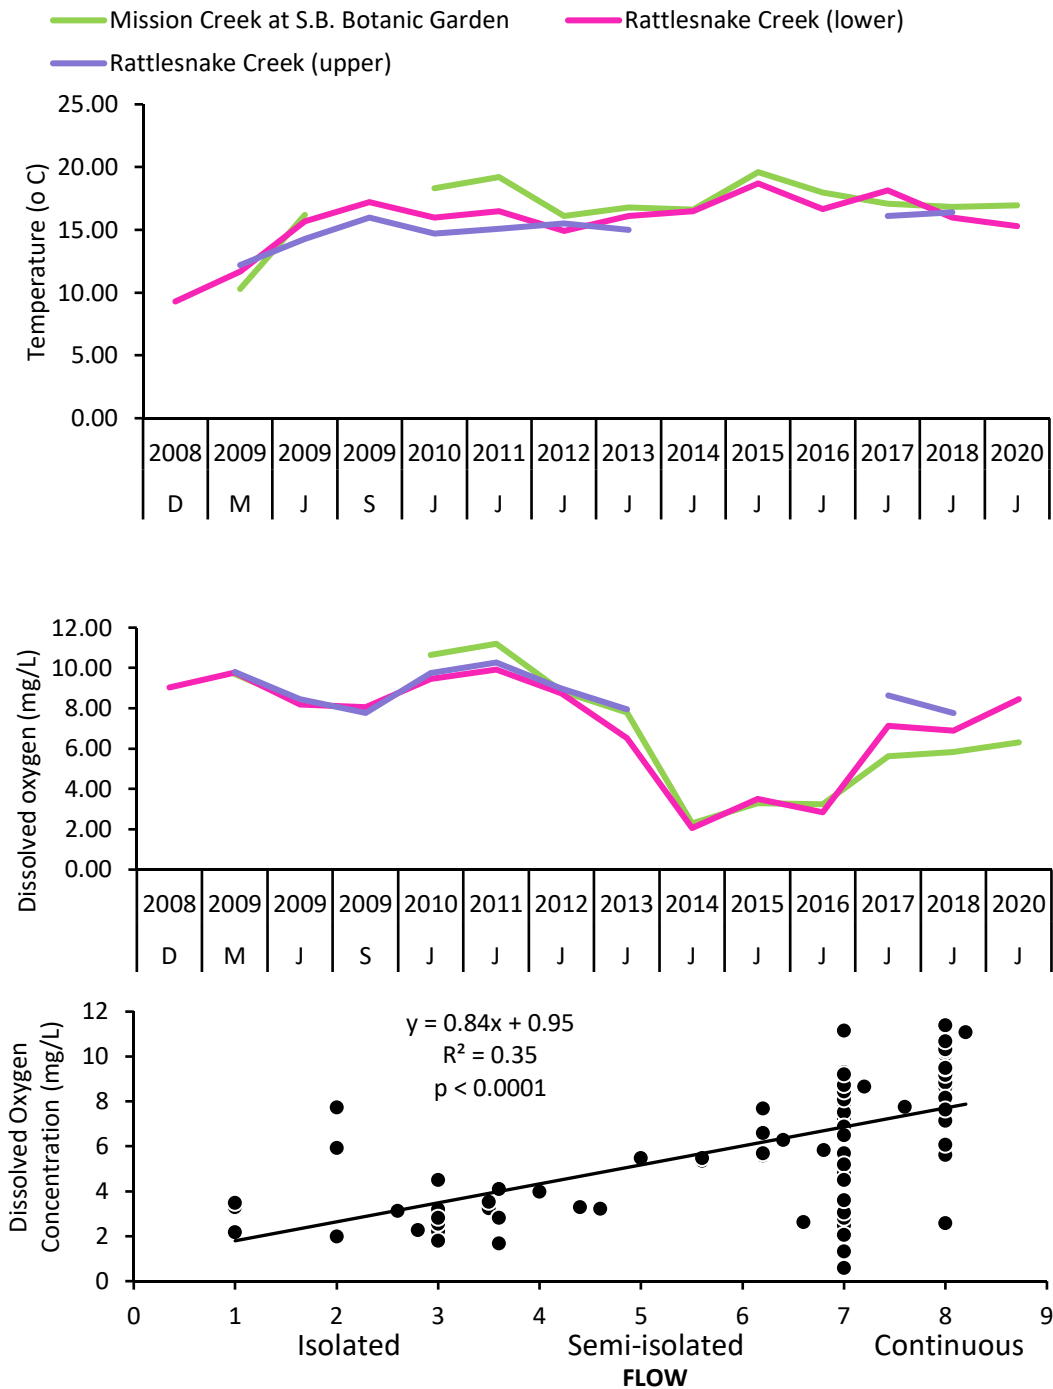 Mission Creek at S.B. Botanic Garden
Rattlesnake Creek (lower)
Rattlesnake Creek (upper)
Temperature (o C)
25.00
20.00
15.00
10.00
5.00
0.00
2008 2009 2009 2009 2010 2011 2012 2013 2014 2015 2016 2017 2018 2020
D M J S J J J J J J J J J J
Dissolved oxygen (mg/L)
12.00
10.00
8.00
6.00
4.00
2.00
0.00
2008 2009 2009 2009 2010 2011 2012 2013 2014 2015 2016 2017 2018 2020
D M J S J J J J J J J J J J
Dissolved Oxygen
Concentration (mg/L)
12
10
8
6
4
2
0
y = 0.84x + 0.95
R² = 0.35
p < 0.0001
0 1 2 3 4 5 6 7 8 9
Isolated Semi-isolated Continuous
FLOW